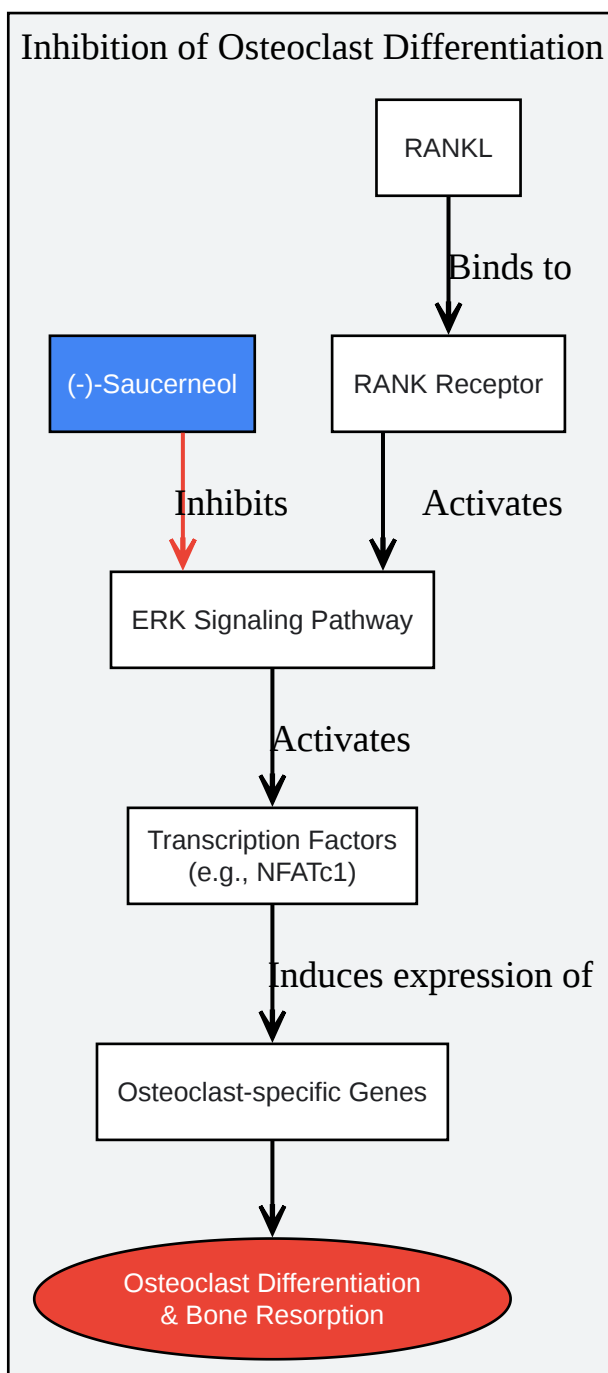 Inhibition of Osteoclast Differentiation
RANKL
Binds to
(-)-Saucerneol
RANK Receptor
Inhibits
Activates
ERK Signaling Pathway
Activates
Transcription Factors
(e.g., NFATc1)
Induces expression of
Osteoclast-specific Genes
Osteoclast Differentiation
& Bone Resorption